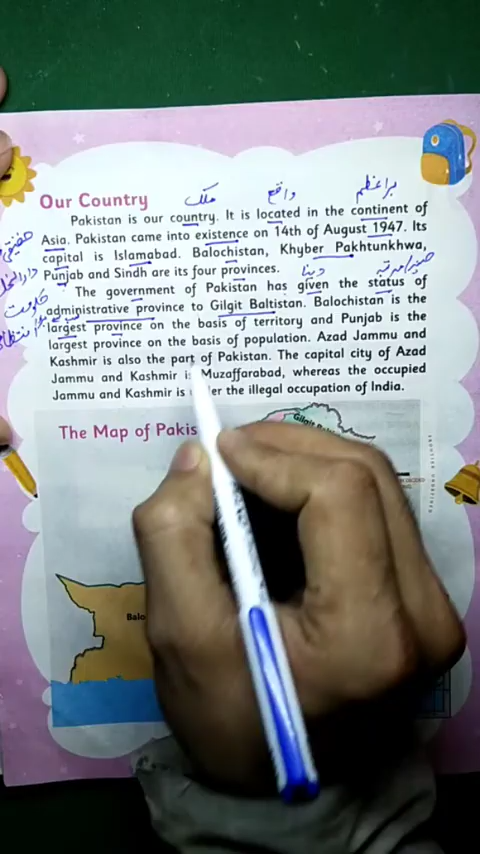 Our Country
ملک واقع براعظم
Pakistan is our country. It is located in the continent of
Asia. Pakistan came into existence on 14th of August 1947. Its
capital is Islamabad. Balochistan, Khyber Pakhtunkhwa,
Punjab and Sindh are its four provinces.
دینا
The government of Pakistan has given the status of
حکومت
administrative province to Gilgit Baltistan. Balochistan is the
largest province on the basis of territory and Punjab is the
largest province on the basis of population. Azad Jammu and
Kashmir is also the part of Pakistan. The capital city of Azad
Jammu and Kashmir is Muzaffarabad, whereas the occupied
Jammu and Kashmir is the illegal occupation of India.
The Map of Pakis
Gilgit
Balo